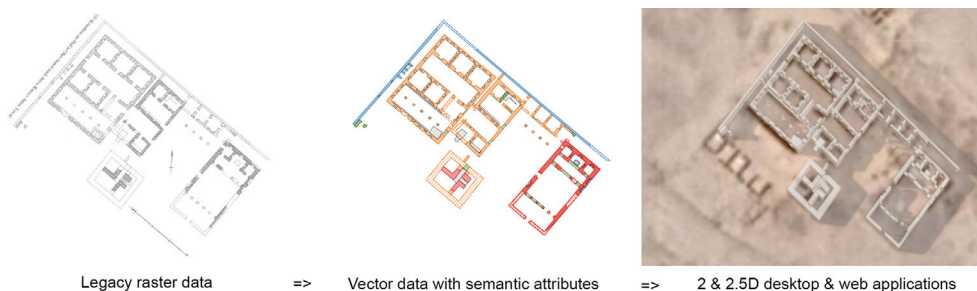 Legacy raster data => Vector data with semantic attributes => 2 & 2.5D desktop & web applications